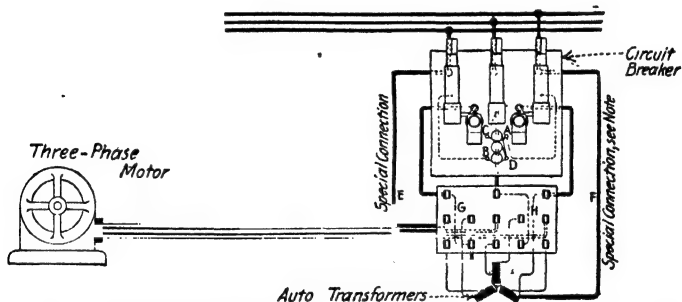 Circuit
Breaker
Three-Phase
Motor
Special Connection
Special Connection, see Note
C A
B
D
E
F
G
H
Auto Transformers